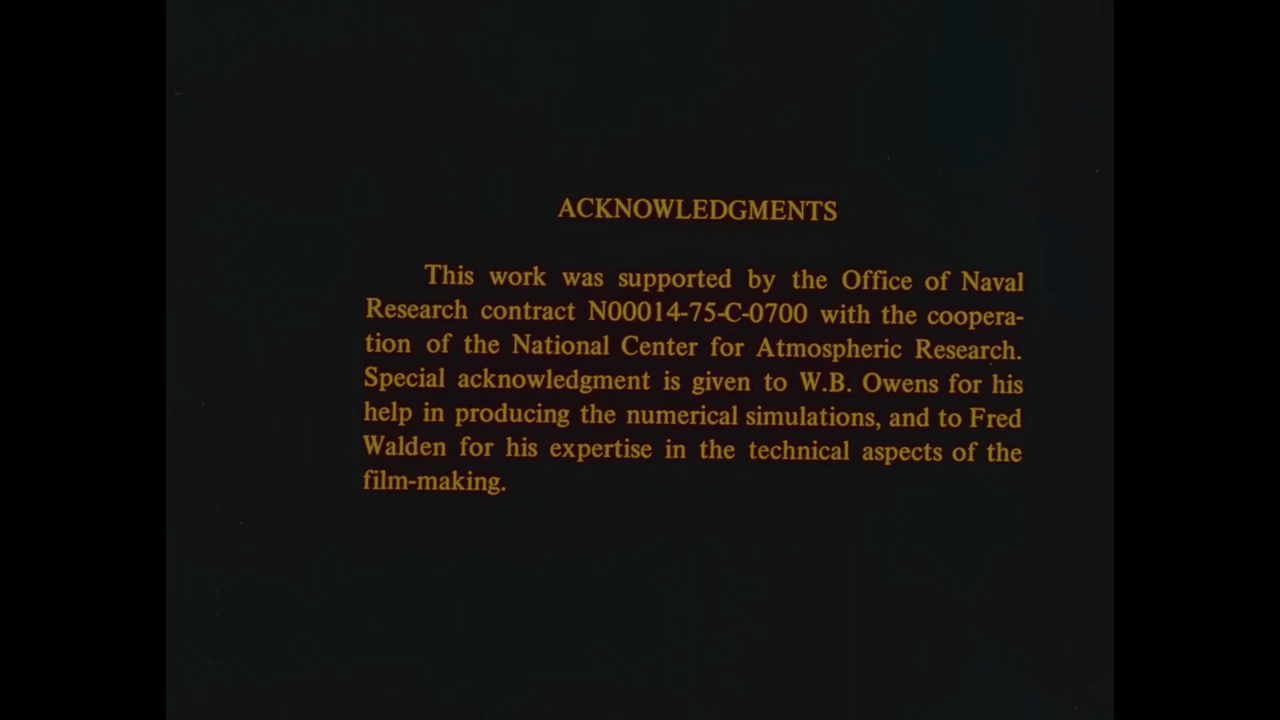 ACKNOWLEDGMENTS
This work was supported by the Office of Naval
Research contract N00014-75-C-0700 with the coopera-
tion of the National Center for Atmospheric Research.
Special acknowledgment is given to W.B. Owens for his
help in producing the numerical simulations, and to Fred
Walden for his expertise in the technical aspects of the
film-making.